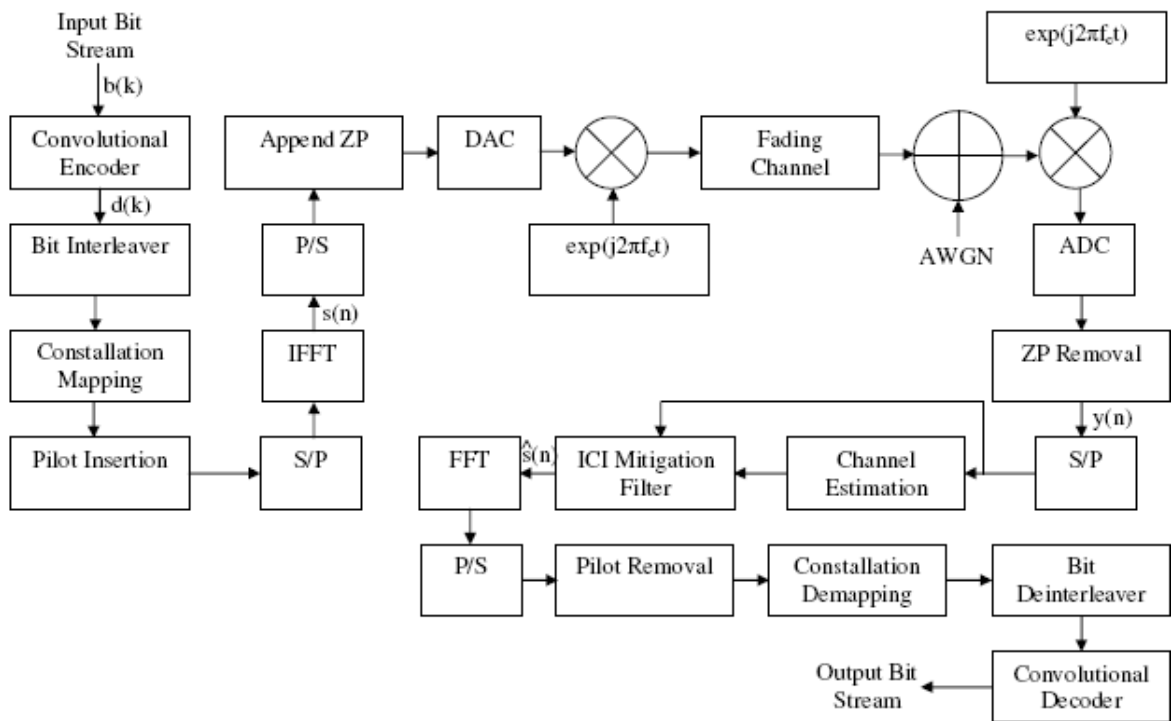 Input Bit
Stream
b(k)
Convolutional
Encoder
d(k)
Bit Interleaver
Constallation
Mapping
Pilot Insertion
S/P
IFFT
s(n)
P/S
Append ZP
DAC
exp(j2πf_ct)
Fading
Channel
AWGN
exp(j2πf_ct)
ADC
ZP Removal
y(n)
S/P
Channel
Estimation
ICI Mitigation
Filter
ŝ(n)
FFT
P/S
Pilot Removal
Constallation
Demapping
Bit
Deinterleaver
Convolutional
Decoder
Output Bit
Stream